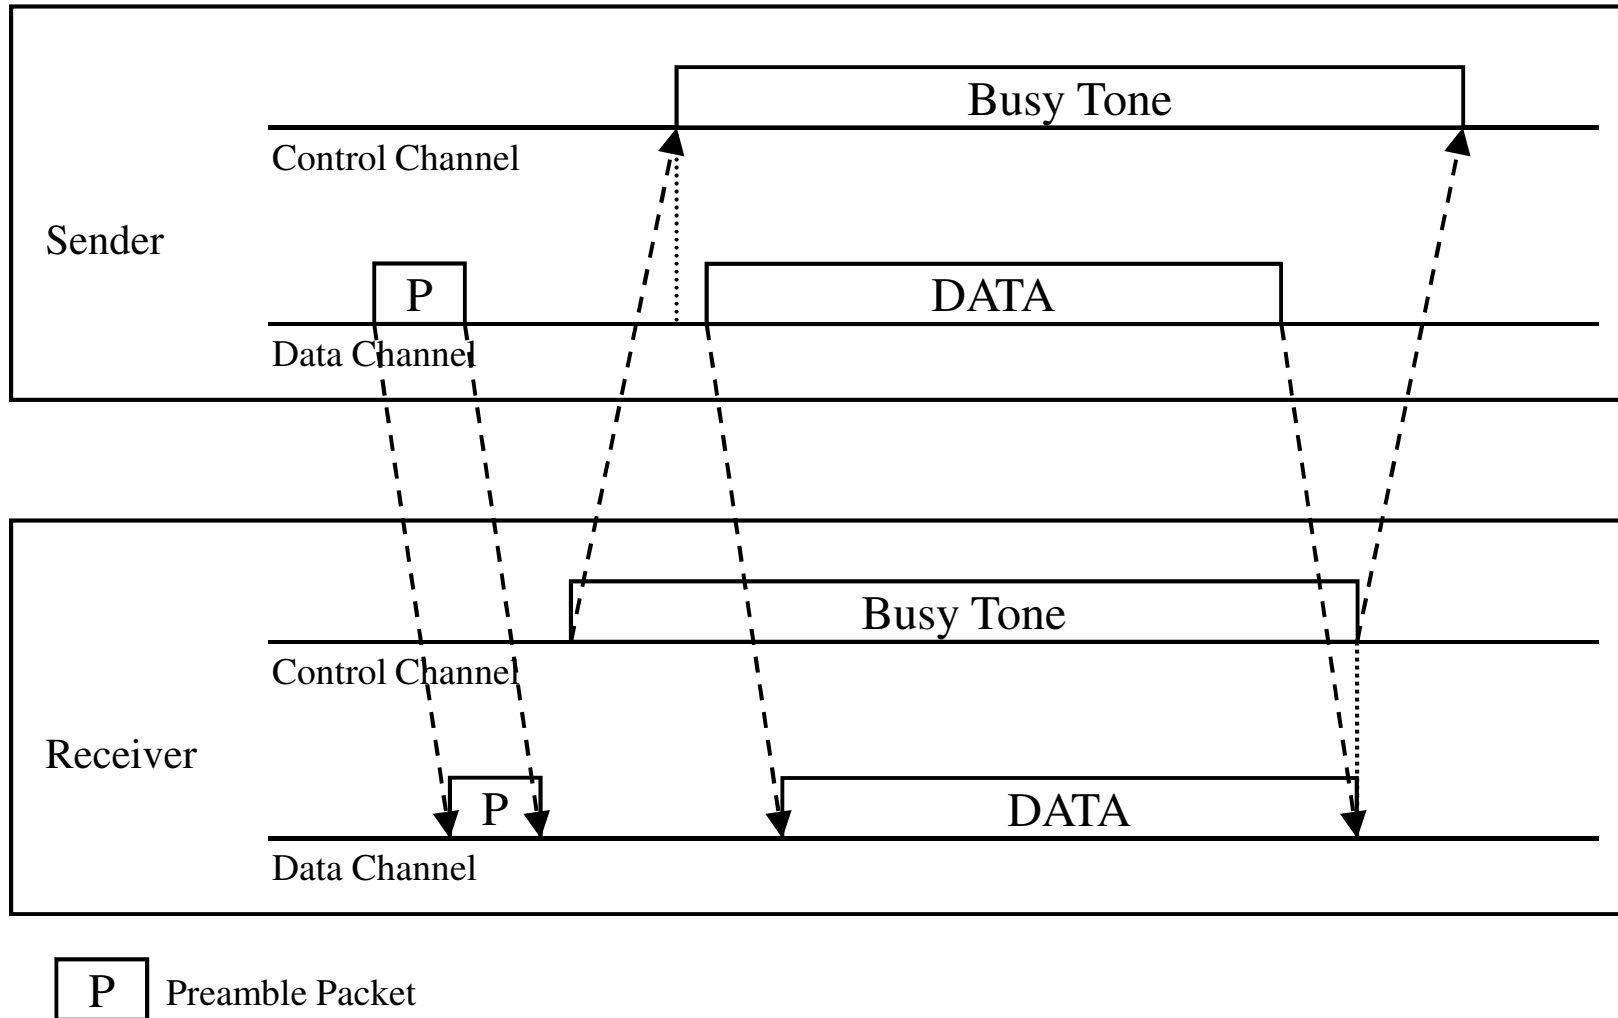 Busy Tone
Control Channel
Sender
P
DATA
Data Channel
Busy Tone
Control Channel
Receiver
P
DATA
Data Channel
P Preamble Packet